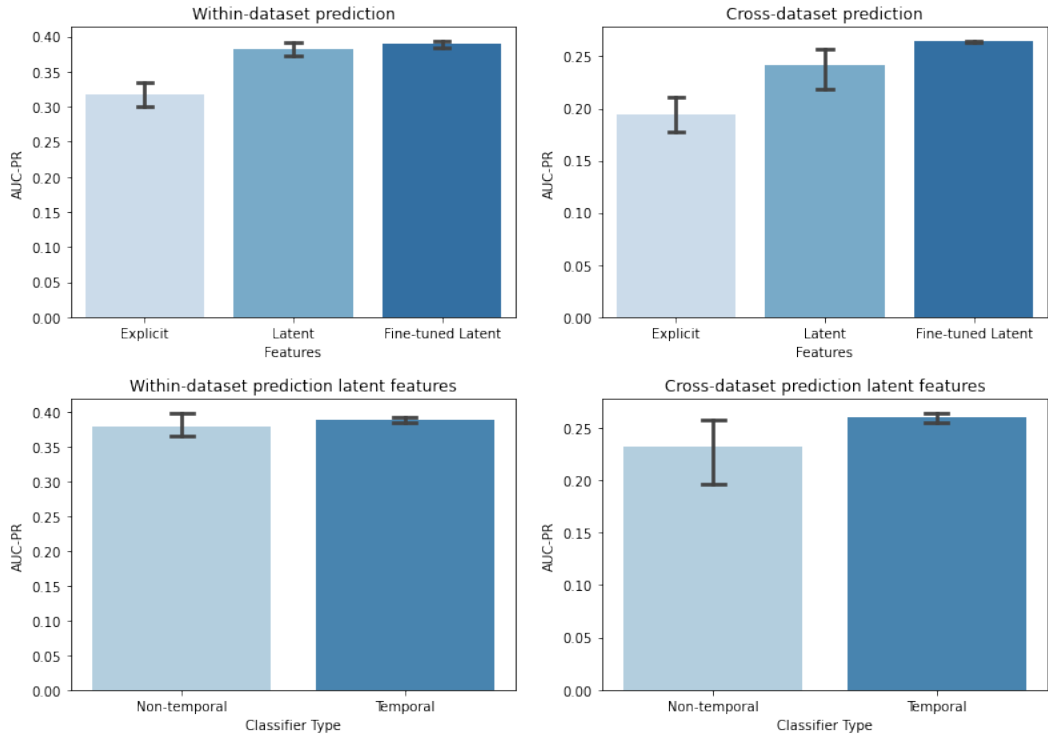 Within-dataset prediction
AUC-PR
0.40
0.35
0.30
0.25
0.20
0.15
0.10
0.05
0.00
Explicit Latent Fine-tuned Latent
Features
Cross-dataset prediction
AUC-PR
0.25
0.20
0.15
0.10
0.05
0.00
Explicit Latent Fine-tuned Latent
Features
Within-dataset prediction latent features
AUC-PR
0.40
0.35
0.30
0.25
0.20
0.15
0.10
0.05
0.00
Non-temporal Temporal
Classifier Type
Cross-dataset prediction latent features
AUC-PR
0.25
0.20
0.15
0.10
0.05
0.00
Non-temporal Temporal
Classifier Type